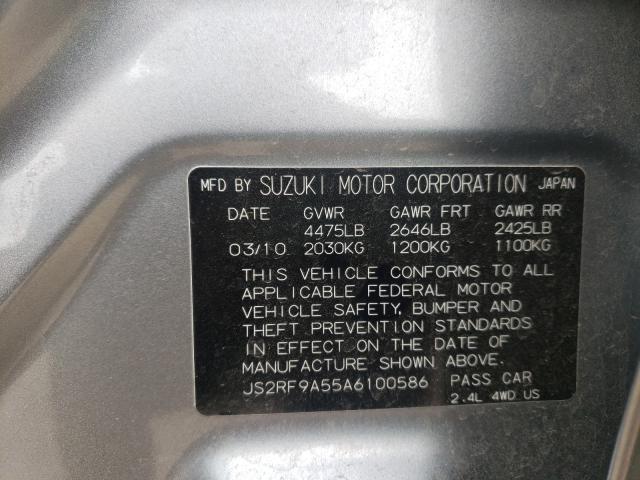 MFD BY SUZUKI MOTOR CORPORATION JAPAN
DATE GVWR GAWR FRT GAWR RR
4475LB 2646LB 2425LB
03/10 2030KG 1200KG 1100KG
THIS VEHICLE CONFORMS TO ALL
APPLICABLE FEDERAL MOTOR
VEHICLE SAFETY, BUMPER AND
THEFT PREVENTION STANDARDS
IN EFFECT ON THE DATE OF
MANUFACTURE SHOWN ABOVE.
JS2RF9A55A6100586 PASS CAR
2.4L 4WD US